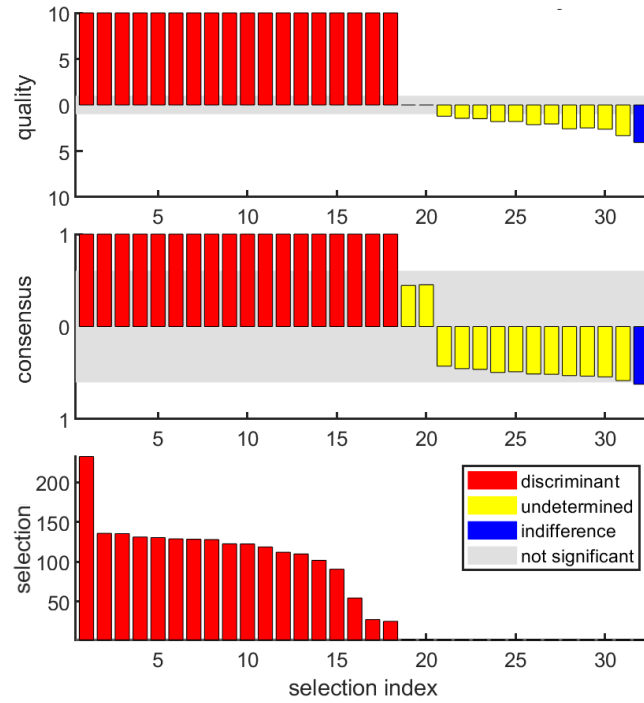 10
5
0
5
10
quality
5 10 15 20 25 30
1
0
1
consensus
5 10 15 20 25 30
200
150
100
50
selection
discriminant
undetermined
indifference
not significant
5 10 15 20 25 30
selection index